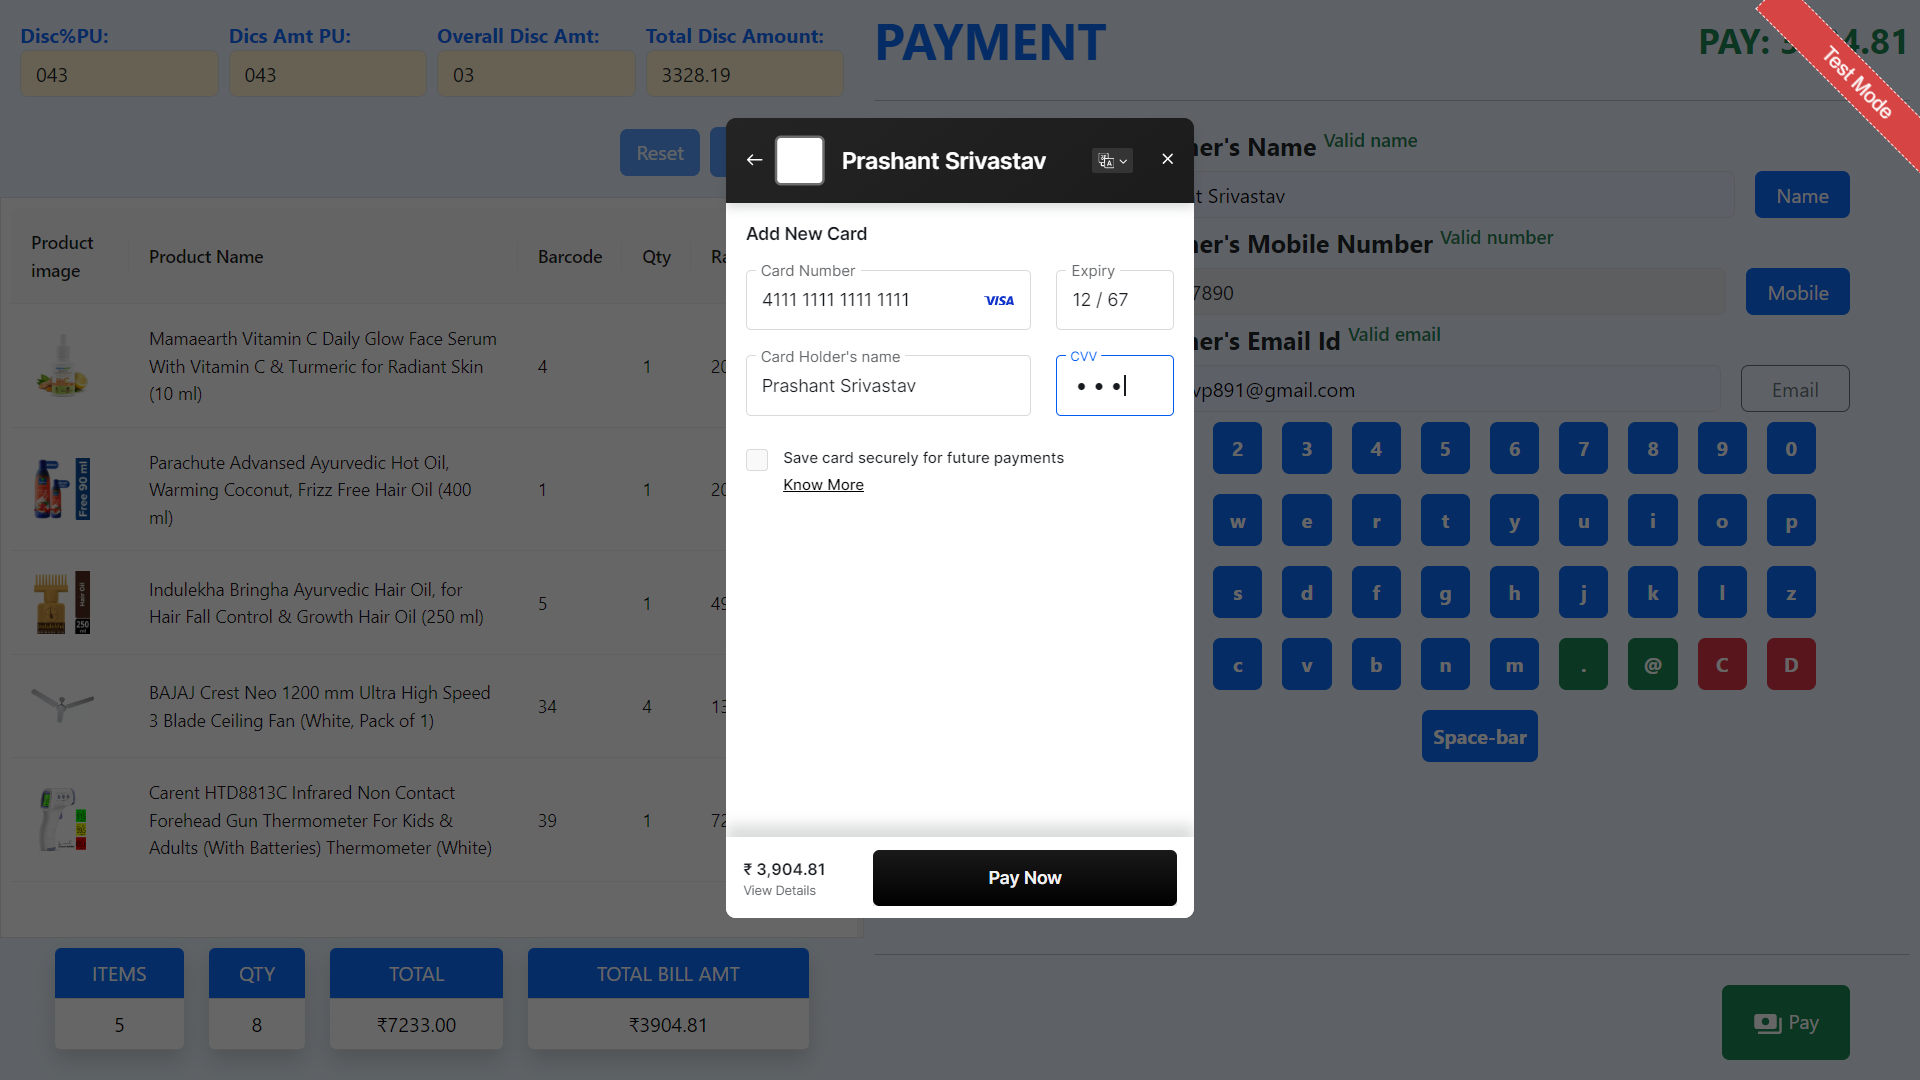 Disc%PU:
Dics Amt PU:
Overall Disc Amt:
Total Disc Amount:
043
043
03
3328.19
Reset
PAYMENT
PAY:
4.81
Test Mode
Prashant Srivastav
Add New Card
Card Number
4111 1111 1111 1111
VISA
Expiry
12 / 67
Card Holder's name
Prashant Srivastav
CVV
Save card securely for future payments
Know More
₹ 3,904.81
View Details
Pay Now
Product image
Product Name
Barcode
Qty
Mamaearth Vitamin C Daily Glow Face Serum
With Vitamin C & Turmeric for Radiant Skin
(10 ml)
4
1
Parachute Advansed Ayurvedic Hot Oil,
Warming Coconut, Frizz Free Hair Oil (400
ml)
1
1
Free 90 ml
Indulekha Bringha Ayurvedic Hair Oil, for
Hair Fall Control & Growth Hair Oil (250 ml)
5
1
Hair Oil
250
BAJAJ Crest Neo 1200 mm Ultra High Speed
3 Blade Ceiling Fan (White, Pack of 1)
34
4
Carent HTD8813C Infrared Non Contact
Forehead Gun Thermometer For Kids &
Adults (With Batteries) Thermometer (White)
39
1
ITEMS
5
QTY
8
TOTAL
₹7233.00
TOTAL BILL AMT
₹3904.81
er's Name Valid name
t Srivastav
Name
er's Mobile Number Valid number
7890
Mobile
er's Email Id Valid email
vp891@gmail.com
Email
2 3 4 5 6 7 8 9 0
w e r t y u i o p
s d f g h j k l z
c v b n m . @ C D
Space-bar
Pay